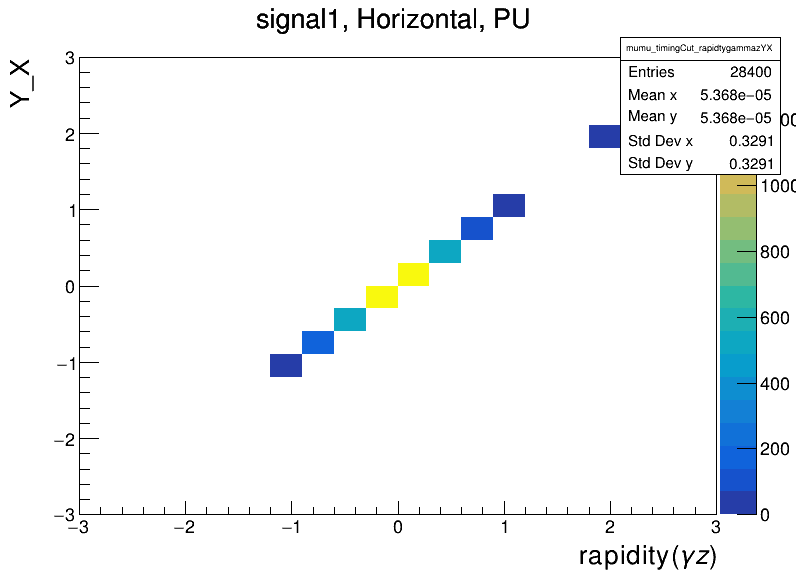 signal1, Horizontal, PU
Y_X
mumu_timingCut_rapidtygammazYX
Entries 28400
Mean x 5.368e−05
Mean y 5.368e−05
Std Dev x 0.3291
Std Dev y 0.3291
3
2
1
0
−1
−2
−3
−3 −2 −1 0 1 2 3
rapidity(γz)
1000
800
600
400
200
0